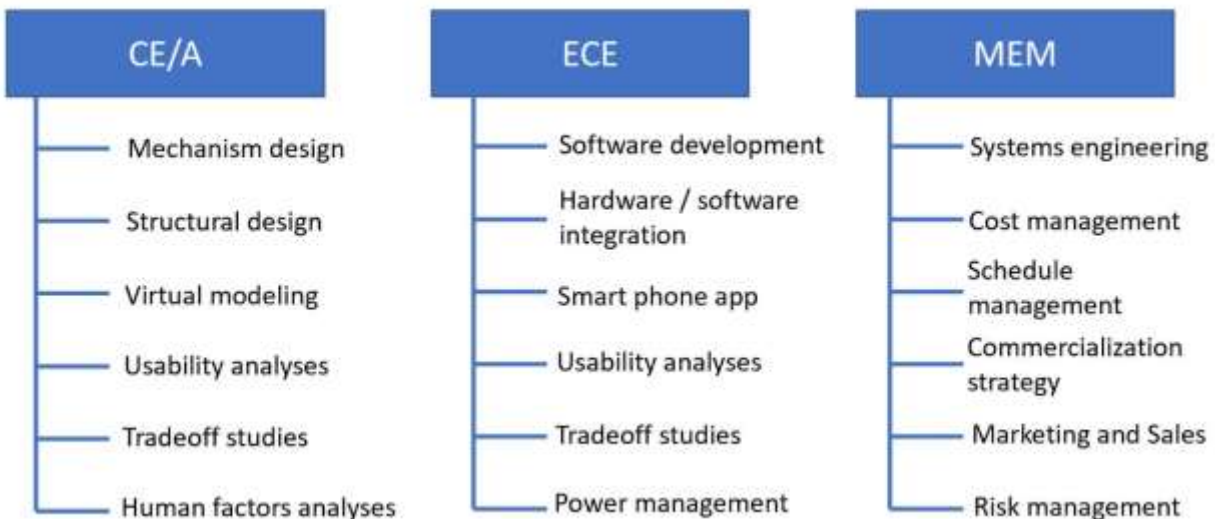 CE/A
Mechanism design
Structural design
Virtual modeling
Usability analyses
Tradeoff studies
Human factors analyses
ECE
Software development
Hardware / software
integration
Smart phone app
Usability analyses
Tradeoff studies
Power management
MEM
Systems engineering
Cost management
Schedule
management
Commercialization
strategy
Marketing and Sales
Risk management